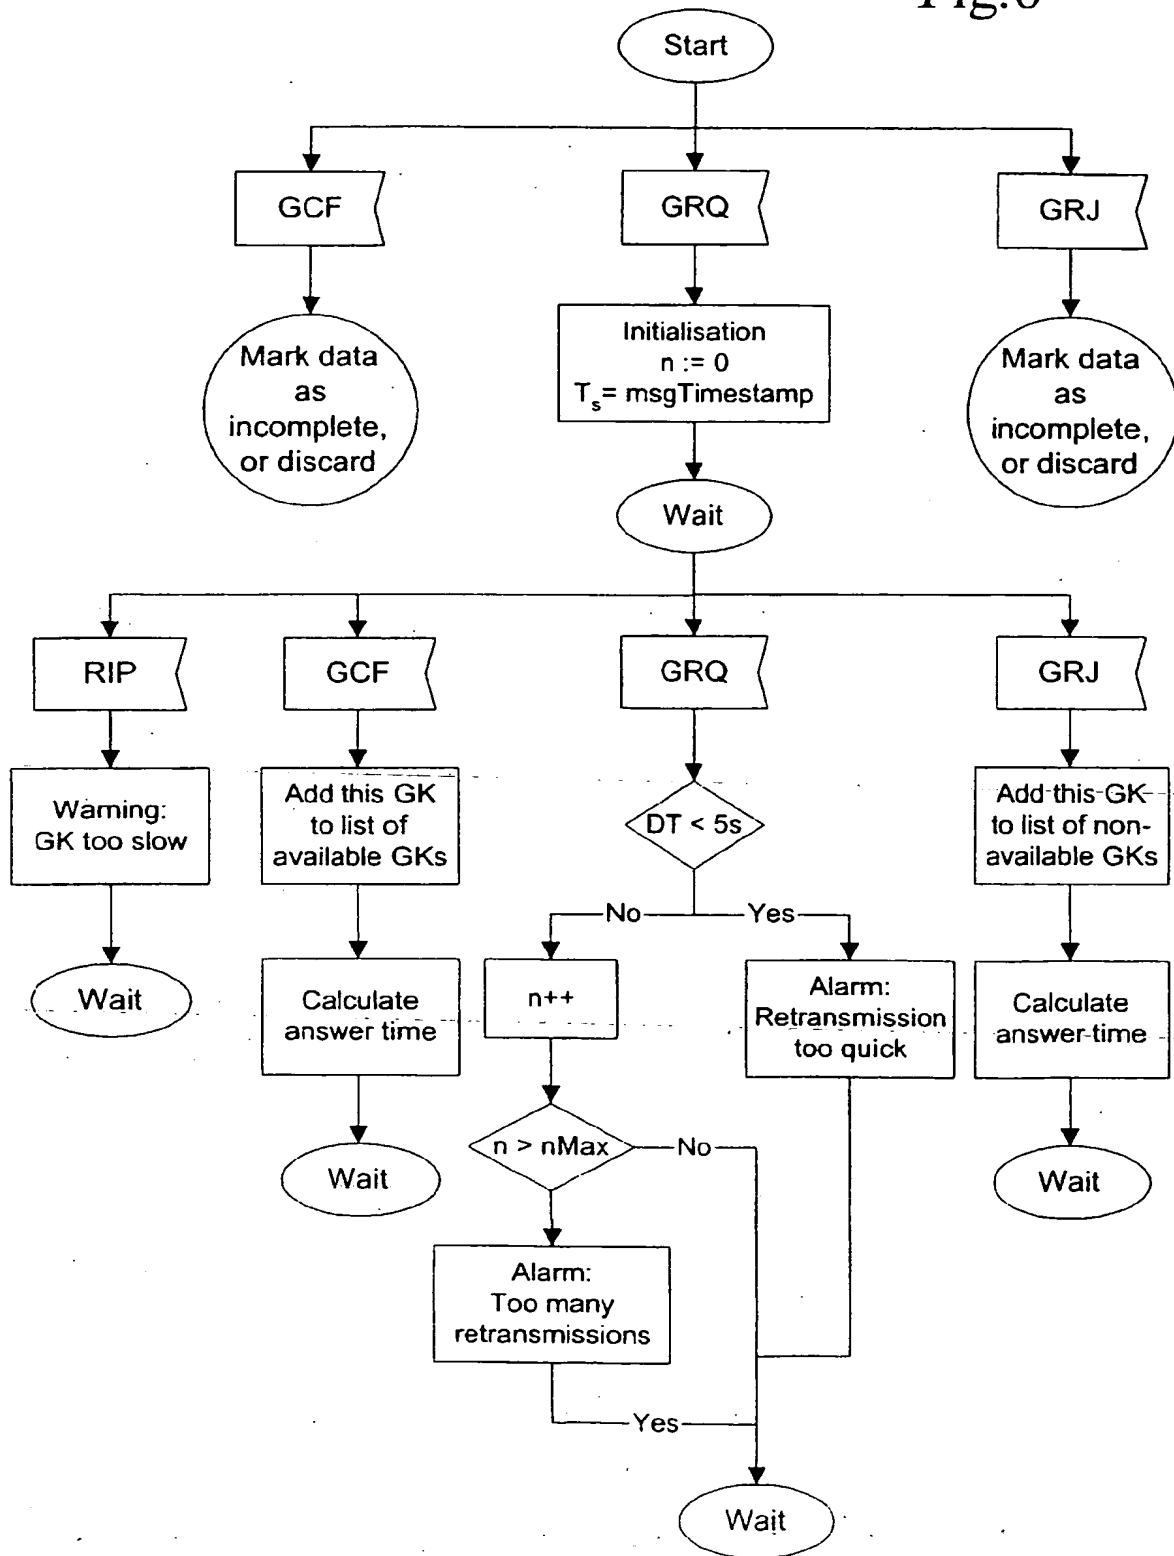 Fig.6
Start
GCF
GRQ
GRJ
Mark data
as
incomplete,
or discard
Initialisation
n := 0
Ts= msgTimestamp
Mark data
as
incomplete,
or discard
Wait
RIP
GCF
GRQ
GRJ
Warning:
GK too slow
Add this GK
to list of
available GKs
DT < 5s
Add this GK
to list of non-
available GKs
No
Yes
Wait
Calculate
answer time
n++
Alarm:
Retransmission
too quick
Calculate
answer time
n > nMax
No
Wait
Wait
Alarm:
Too many
retransmissions
Yes
Wait